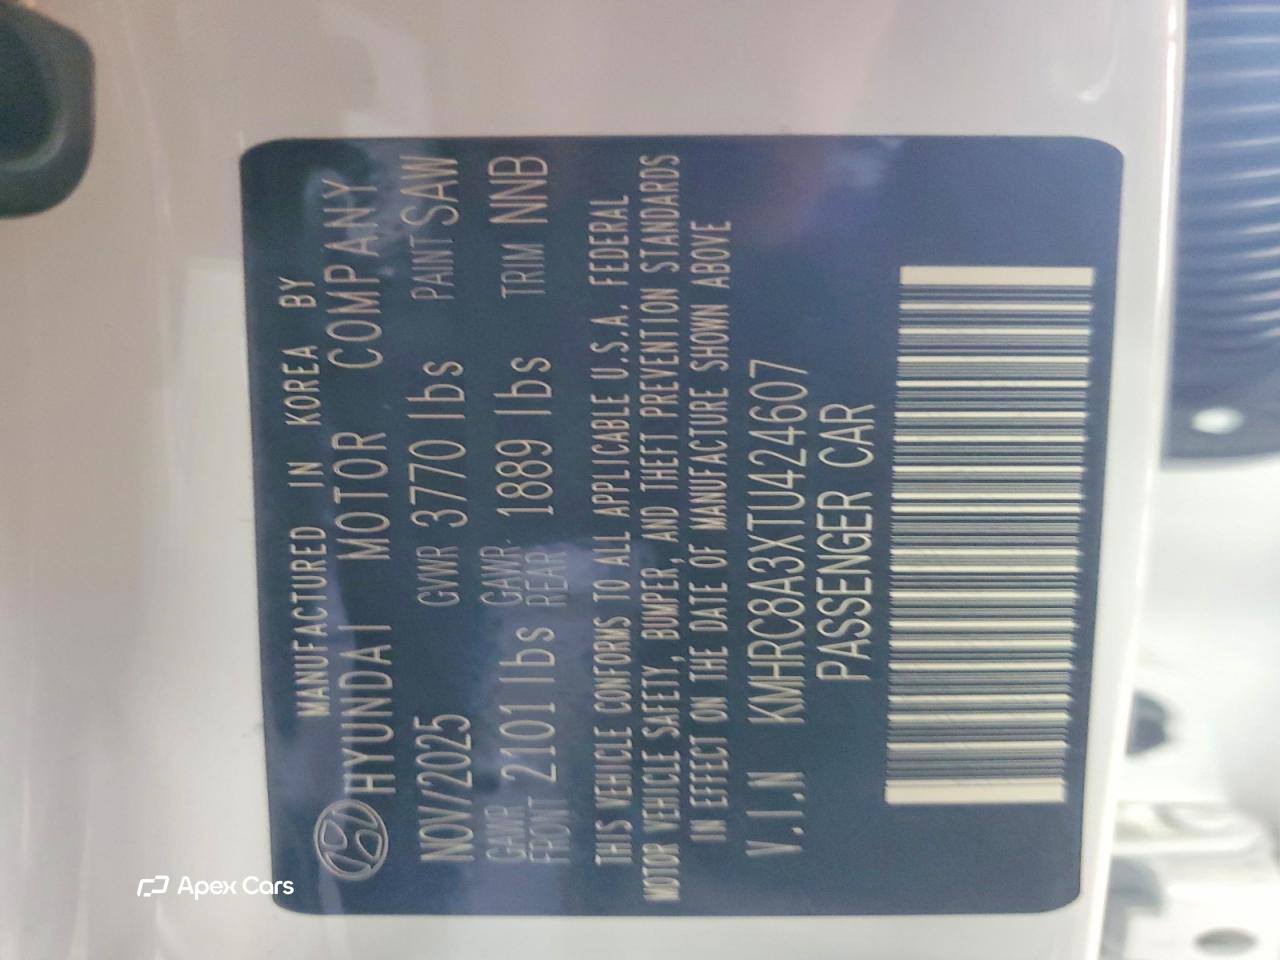 MANUFACTURED IN KOREA BY
HYUNDAI MOTOR COMPANY
NOV/2025 GVWR 3770 lbs PAINT SAW
GAWR FRONT 2101 lbs GAWR REAR 1889 lbs TRIM NNB
THIS VEHICLE CONFORMS TO ALL APPLICABLE U.S.A. FEDERAL
MOTOR VEHICLE SAFETY, BUMPER, AND THEFT PREVENTION STANDARDS
IN EFFECT ON THE DATE OF MANUFACTURE SHOWN ABOVE
V.I.N KMHRC8A3XTU424607
PASSENGER CAR
Apex Cars